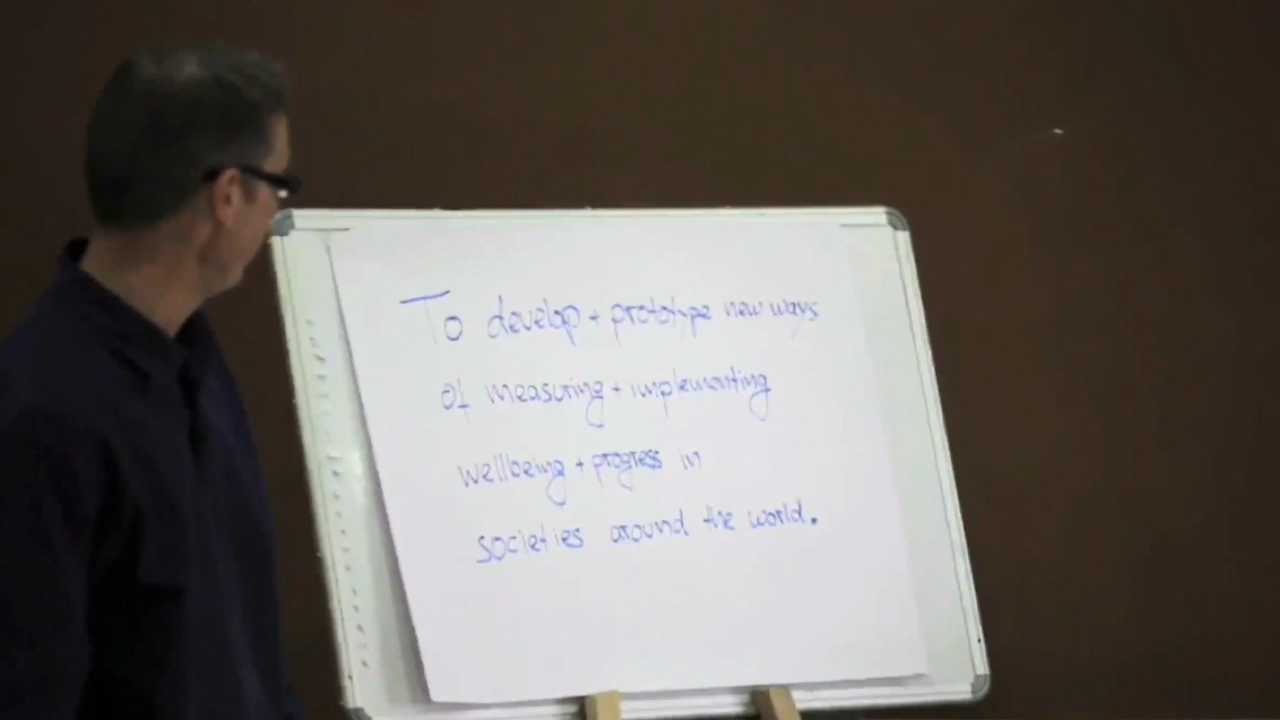 To develop + prototype new ways
of measuring + implementing
wellbeing + progress in
societies around the world.